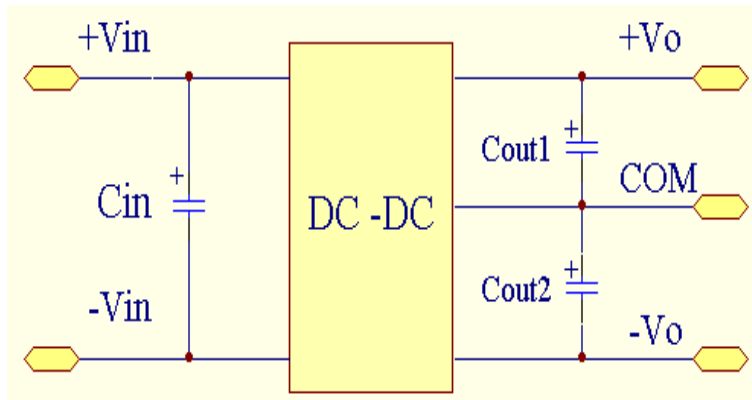 +Vin
+Vo
+
Cout1
+
COM
Cin
DC -DC
+
Cout2
-Vin
-Vo